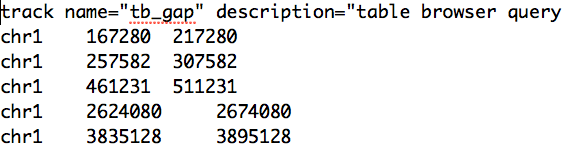 track name="tb_gap" description="table browser query
chr1 167280 217280
chr1 257582 307582
chr1 461231 511231
chr1 2624080 2674080
chr1 3835128 3895128